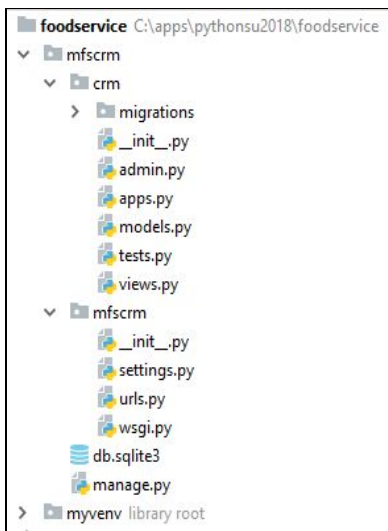 foodservice C:\apps\pythonsu2018\foodservice
mfscrm
crm
migrations
__init__.py
admin.py
apps.py
models.py
tests.py
views.py
mfscrm
__init__.py
settings.py
urls.py
wsgi.py
db.sqlite3
manage.py
myvenv library root